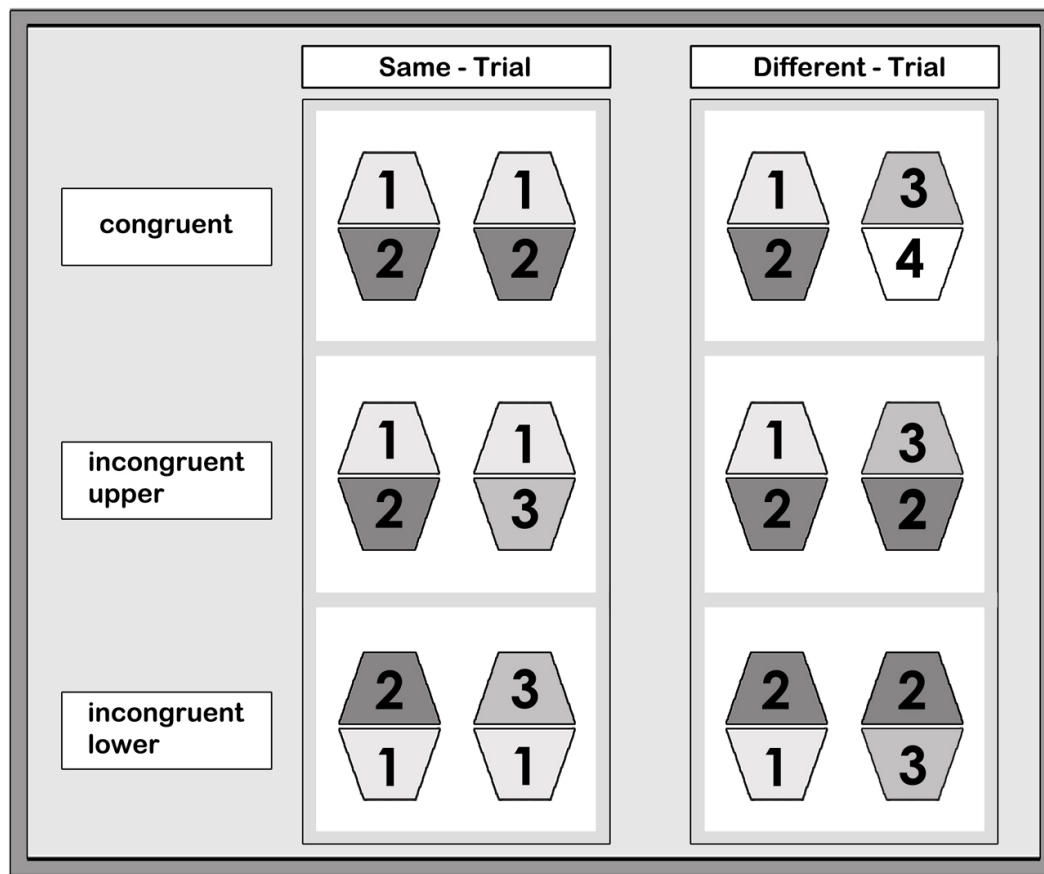 Same - Trial
Different - Trial
congruent
1 1 1 3
2 2 2 4
incongruent
upper
1 1 1 3
2 3 2 2
incongruent
lower
2 3 2 2
1 1 1 3